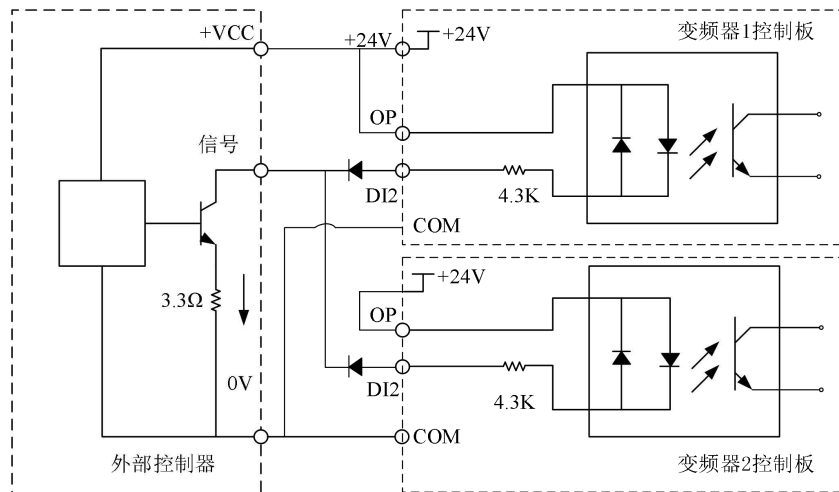 变频器1控制板
+VCC
+24V
+24V
OP
信号
DI2
4.3K
COM
+24V
OP
3.3Ω
0V
DI2
4.3K
COM
外部控制器
变频器2控制板